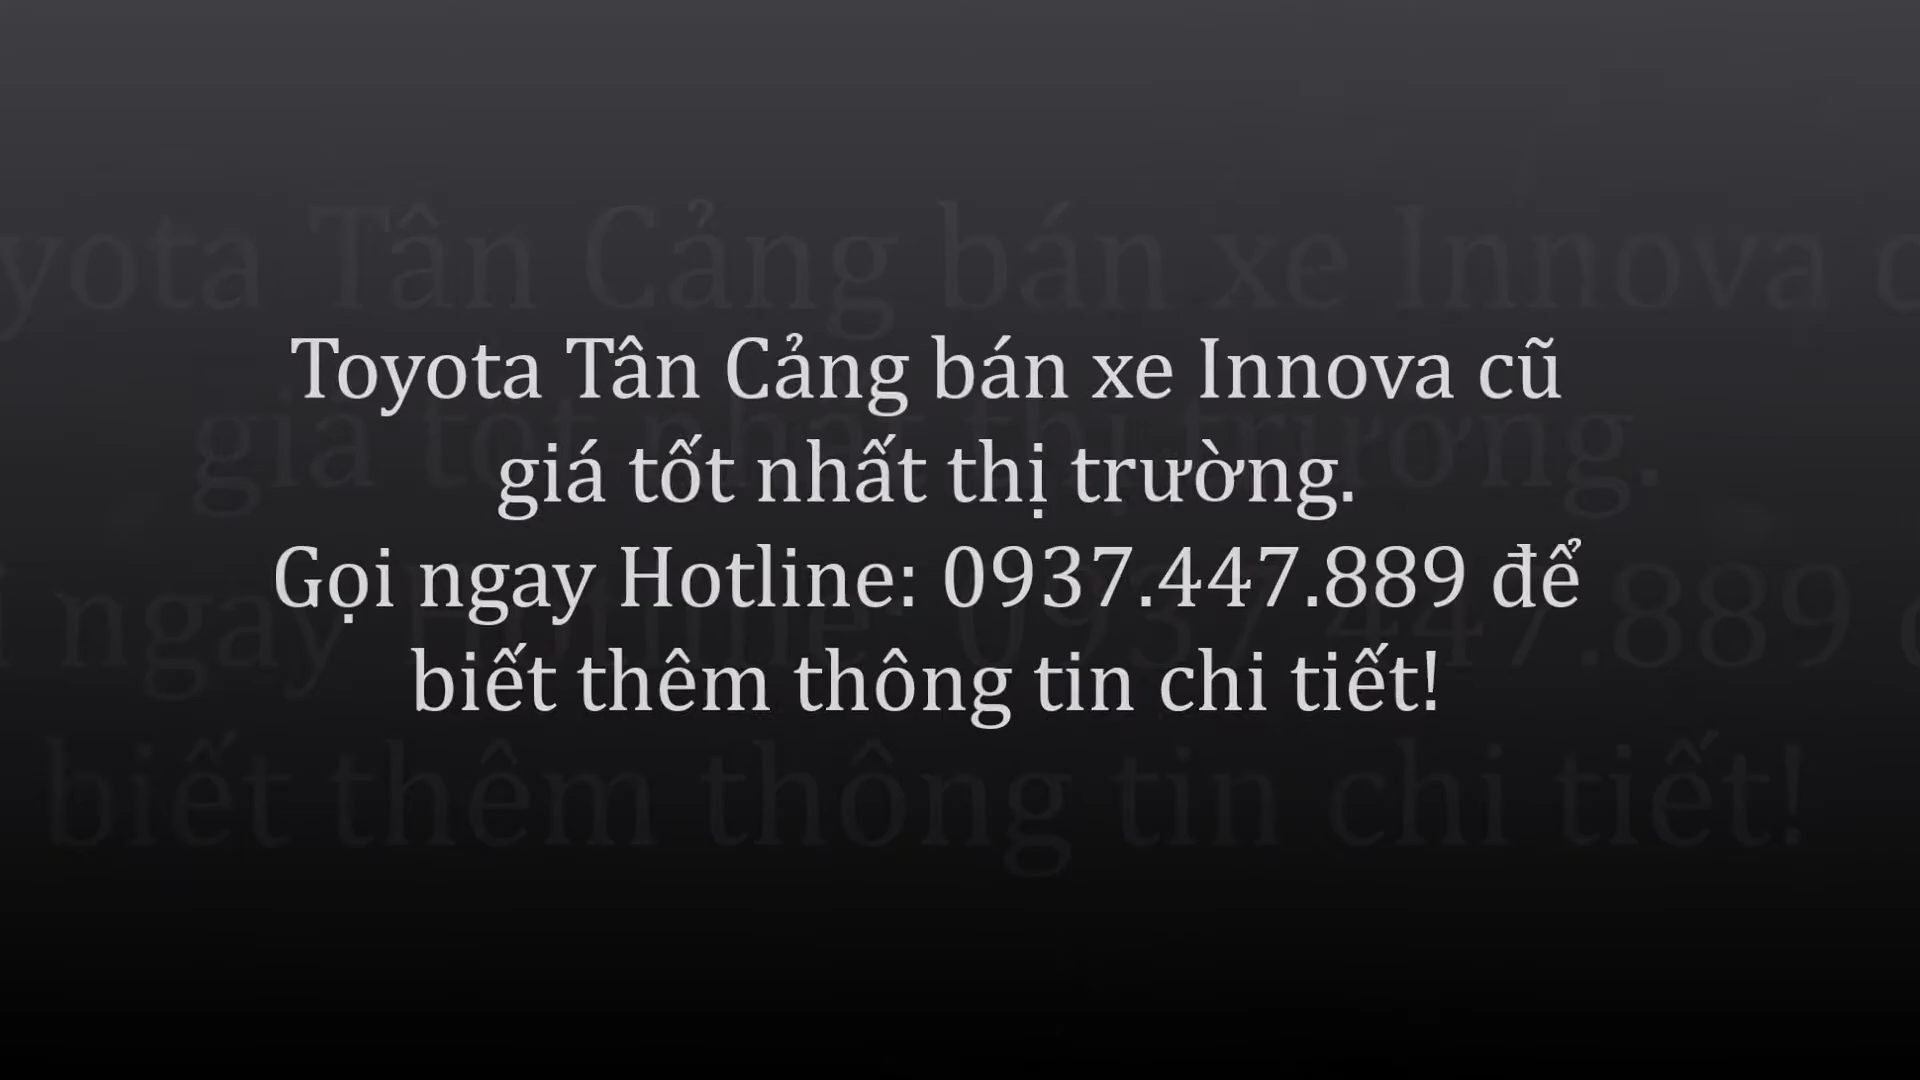 Toyota Tân Cảng bán xe Innova cũ
giá tốt nhất thị trường.
Gọi ngay Hotline: 0937.447.889 để
biết thêm thông tin chi tiết!